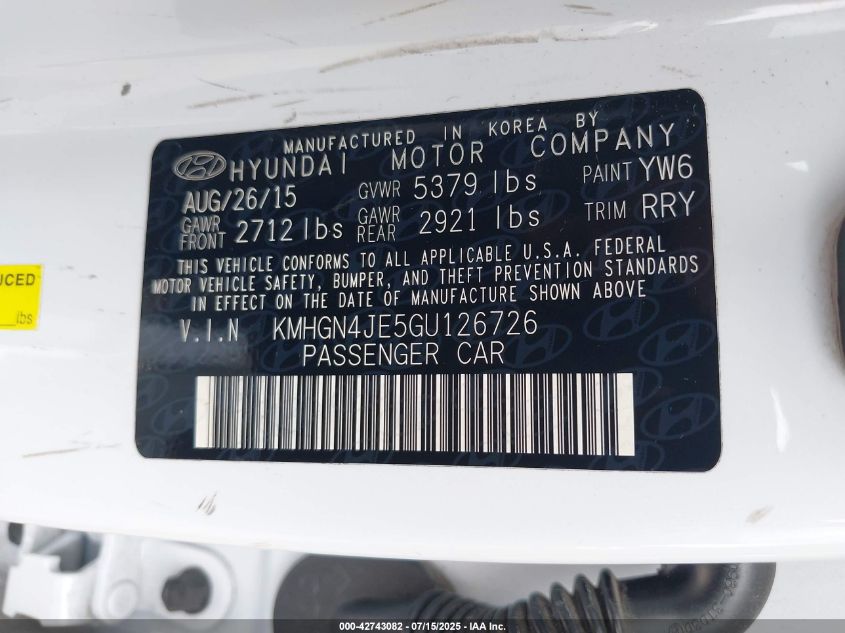 MANUFACTURED IN KOREA BY
HYUNDAI MOTOR COMPANY
AUG/26/15 GVWR 5379 lbs PAINT YW6
GAWR FRONT 2712 lbs GAWR REAR 2921 lbs TRIM RRY
THIS VEHICLE CONFORMS TO ALL APPLICABLE U.S.A. FEDERAL
MOTOR VEHICLE SAFETY, BUMPER, AND THEFT PREVENTION STANDARDS
IN EFFECT ON THE DATE OF MANUFACTURE SHOWN ABOVE
V.I.N KMHGN4JE5GU126726
PASSENGER CAR
UCED
lbs
000-42743082 - 07/15/2025 - IAA Inc.